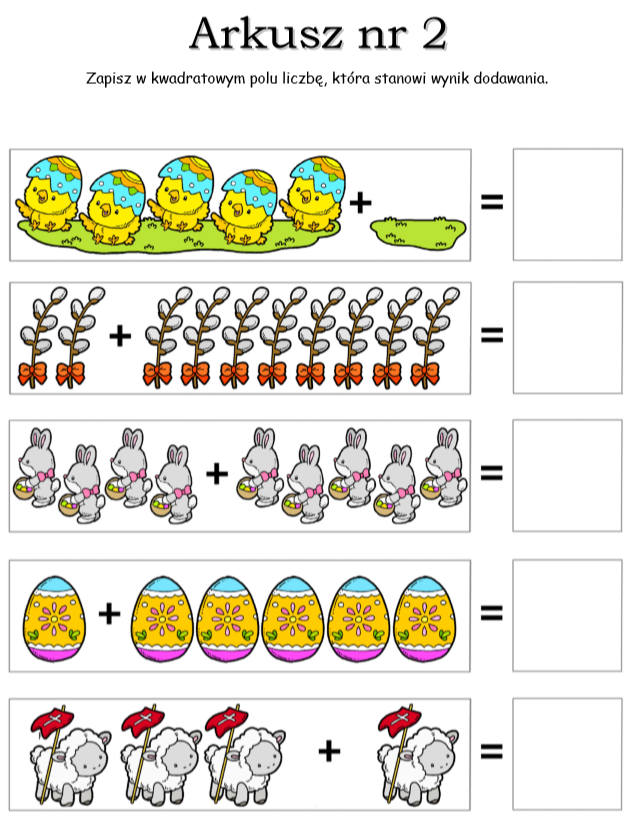 Arkusz nr 2
Zapisz w kwadratowym polu liczbę, która stanowi wynik dodawania.
+ =
+ =
+ =
+ =
+ =